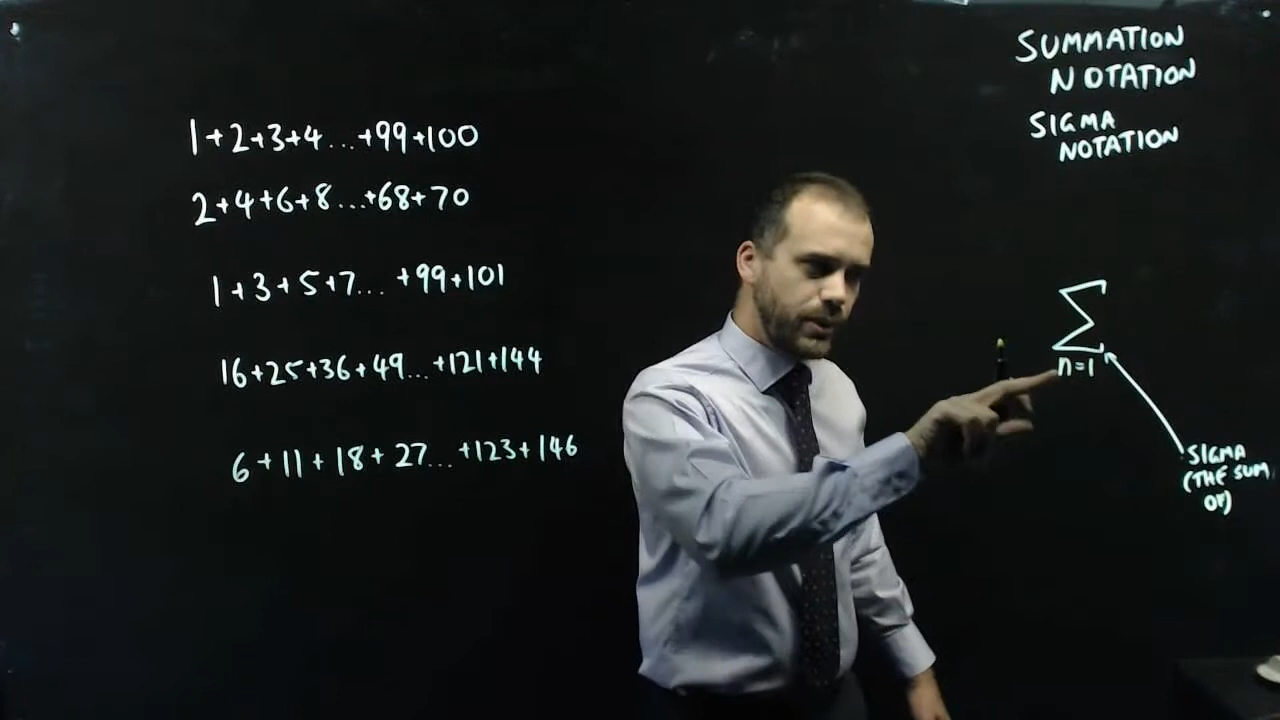 SUMMATION
NOTATION
SIGMA
NOTATION
1+2+3+4...+99+100
2+4+6+8...+68+70
1+3+5+7... +99+101
16+25+36+49...+121+144
6+11+18+27...+123+146
Σ
n=1
SIGMA
(THE SUM
OF)